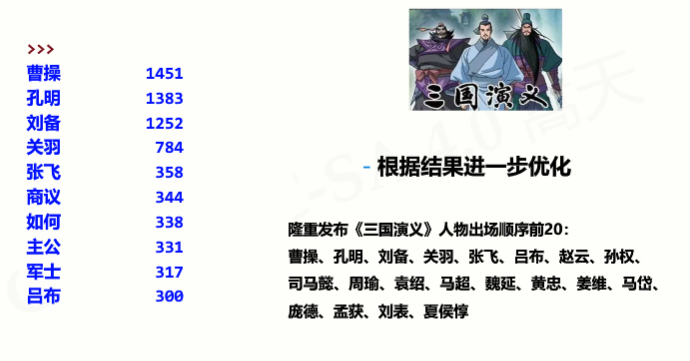 >>>
曹操 1451
孔明 1383
刘备 1252
关羽 784
张飞 358
商议 344
如何 338
主公 331
军士 317
吕布 300
三国演义
- 根据结果进一步优化
隆重发布《三国演义》人物出场顺序前20：
曹操、孔明、刘备、关羽、张飞、吕布、赵云、孙权、
司马懿、周瑜、袁绍、马超、魏延、黄忠、姜维、马岱、
庞德、孟获、刘表、夏侯惇
-SA 4.0 嵩天